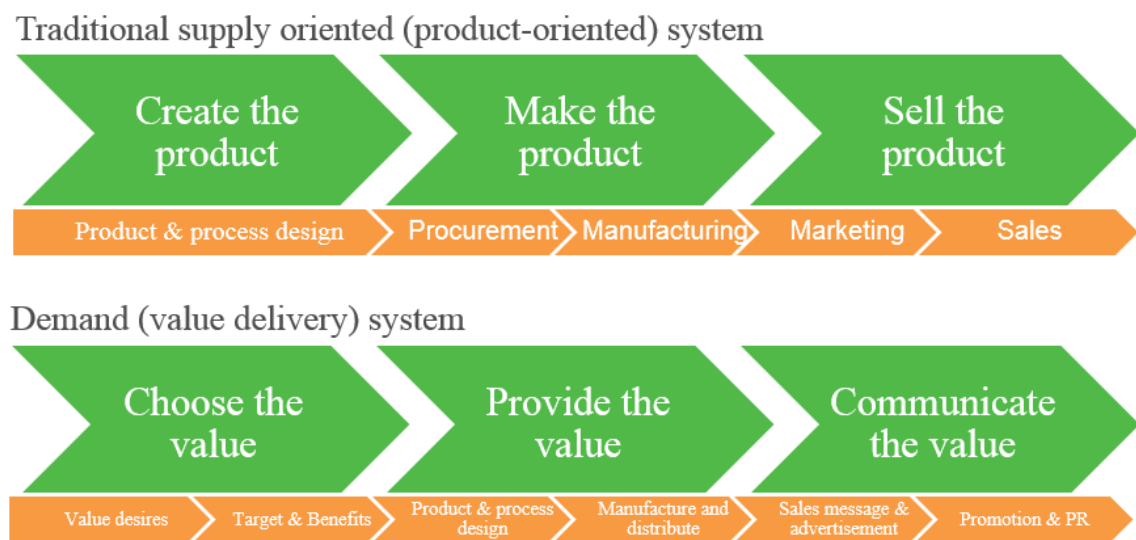 Traditional supply oriented (product-oriented) system
Create the
product
Make the
product
Sell the
product
Product & process design
Procurement
Manufacturing
Marketing
Sales
Demand (value delivery) system
Choose the
value
Provide the
value
Communicate
the value
Value desires
Target & Benefits
Product & process
design
Manufacture and
distribute
Sales message &
advertisement
Promotion & PR